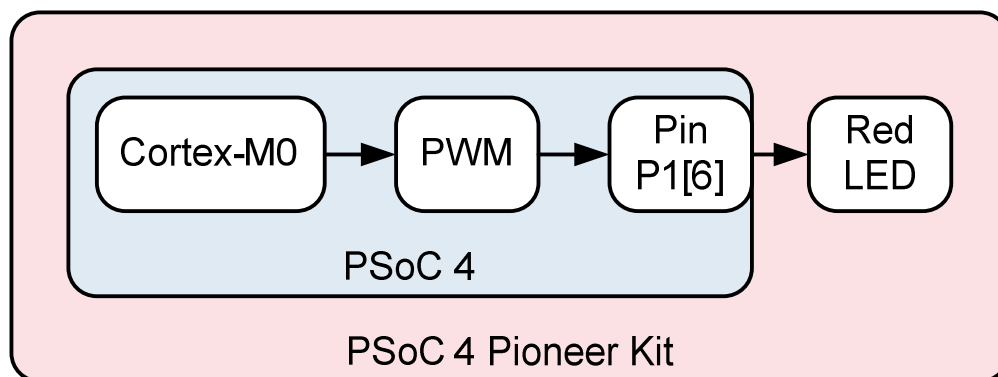 Cortex-M0
PWM
Pin
P1[6]
Red
LED
PSoC 4
PSoC 4 Pioneer Kit